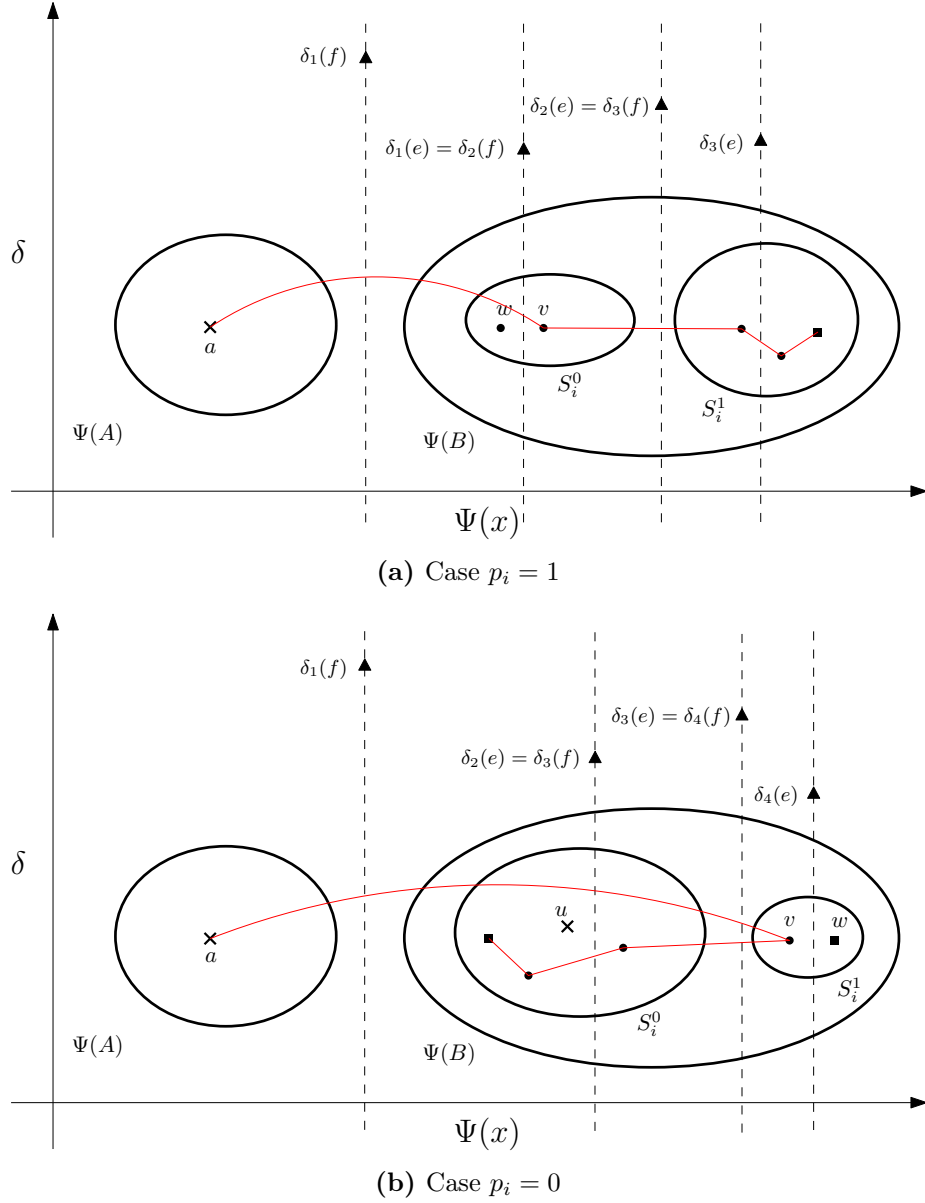 δ₁(f)
δ₂(e) = δ₃(f)
δ₁(e) = δ₂(f)
δ₃(e)
δ
w
v
a
S_i^0
S_i^1
Ψ(A)
Ψ(B)
Ψ(x)
(a) Case p_i = 1
δ₁(f)
δ₃(e) = δ₄(f)
δ₂(e) = δ₃(f)
δ₄(e)
δ
u
v
w
a
S_i^1
S_i^0
Ψ(A)
Ψ(B)
Ψ(x)
(b) Case p_i = 0